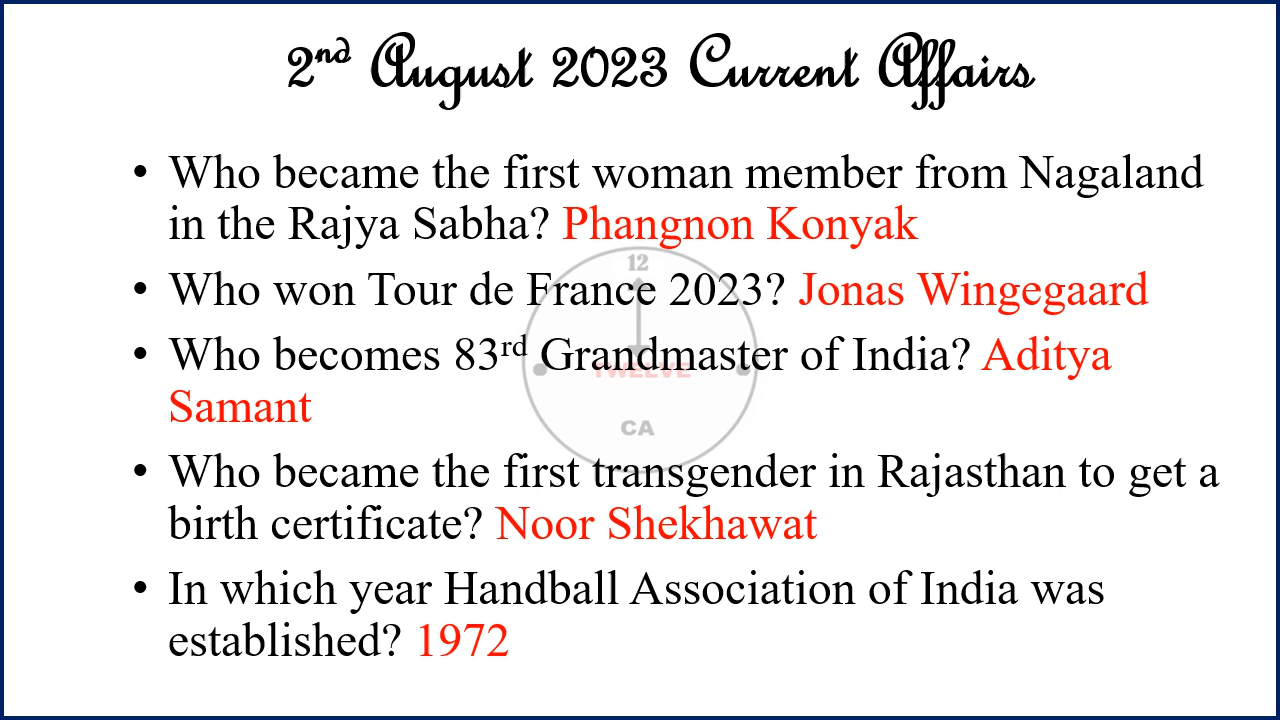 2nd August 2023 Current Affairs
• Who became the first woman member from Nagaland
in the Rajya Sabha? Phangnon Konyak
• Who won Tour de France 2023? Jonas Wingegaard
• Who becomes 83rd Grandmaster of India? Aditya
Samant
• Who became the first transgender in Rajasthan to get a
birth certificate? Noor Shekhawat
• In which year Handball Association of India was
established? 1972
12
TWELVE
CA